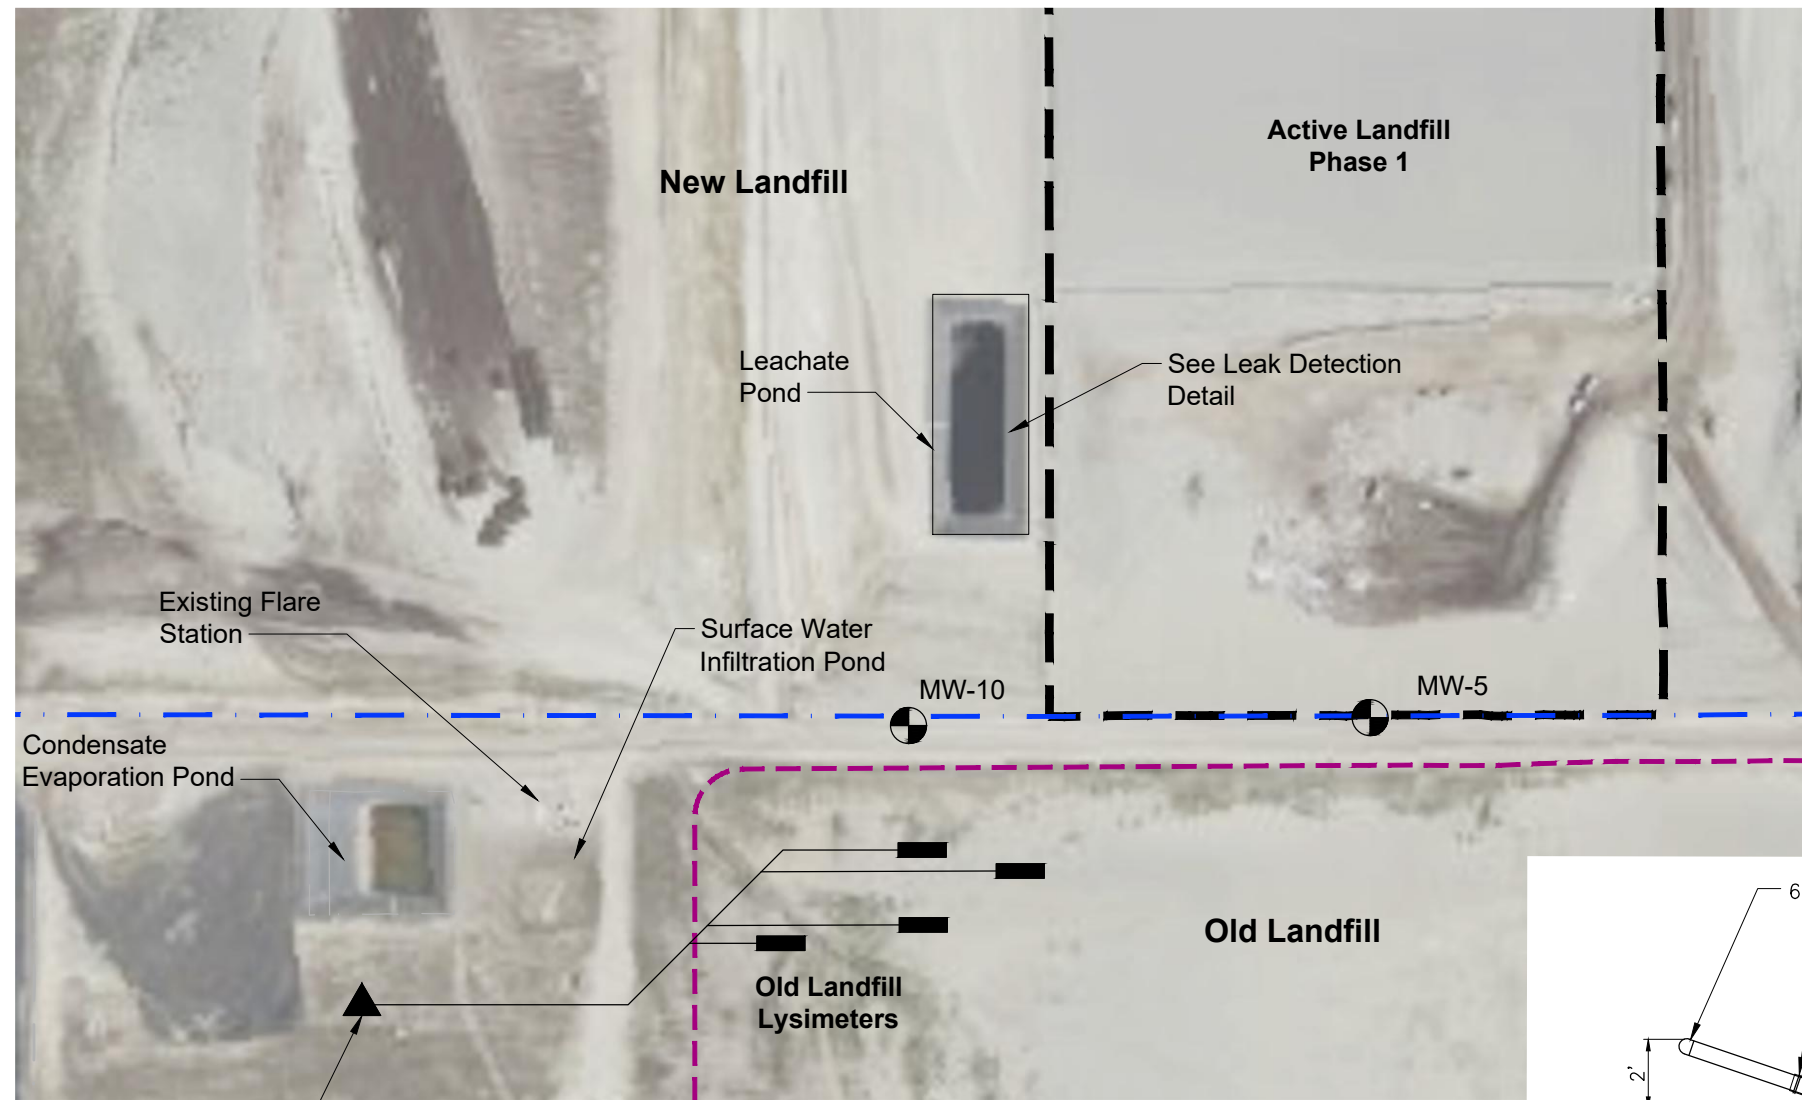 Active Landfill
Phase 1
New Landfill
Leachate
Pond
See Leak Detection
Detail
Existing Flare
Station
Surface Water
Infiltration Pond
MW-10
MW-5
Condensate
Evaporation Pond
6
Old Landfill
Old Landfill
Lysimeters
2'